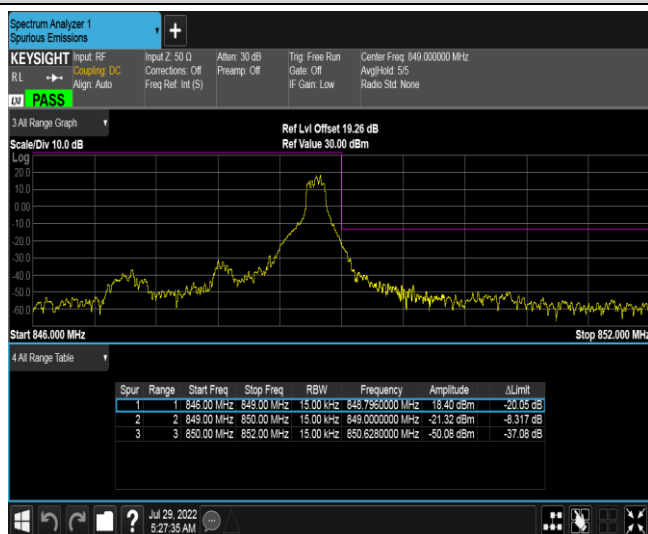 Spectrum Analyzer 1
Spurious Emissions
KEYSIGHT Input: RF Input Z: 50 Ω Atten: 30 dB Trig: Free Run Center Freq: 849.000000 MHz
RL Coupling: DC Corrections: Off Preamp: Off Gate: Off Avg|Hold: 5/5
Align: Auto Freq Ref: Int (S) IF Gain: Low Radio Std: None
LXI PASS
3 All Range Graph
Ref Lvl Offset 19.26 dB
Scale/Div 10.0 dB Ref Value 30.00 dBm
Log
20.0
10.0
0.00
-10.0
-20.0
-30.0
-40.0
-50.0
-60.0
Start 846.000 MHz Stop 852.000 MHz
4 All Range Table
Spur Range Start Freq Stop Freq RBW Frequency Amplitude ΔLimit
1 1 846.00 MHz 849.00 MHz 15.00 kHz 848.7960000 MHz 18.40 dBm -20.05 dB
2 2 849.00 MHz 850.00 MHz 15.00 kHz 849.0000000 MHz -21.32 dBm -8.317 dB
3 3 850.00 MHz 852.00 MHz 15.00 kHz 850.6280000 MHz -50.08 dBm -37.08 dB
? Jul 29, 2022
5:27:35 AM